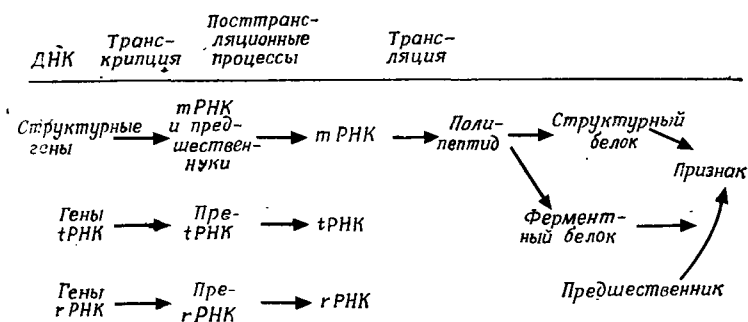 ДНК
Транс-
крипция
Посттранс-
ляционные
процессы
Транс-
ляция
Структурные
гены
mРНК
и пред-
шествен-
нуки
mРНК
Поли-
пептид
Структурный
белок
Признак
Гены
tРНК
Пре-
tРНК
tРНК
Фермент-
ный белок
Предшественник
Гены
rРНК
Пре-
rРНК
rРНК